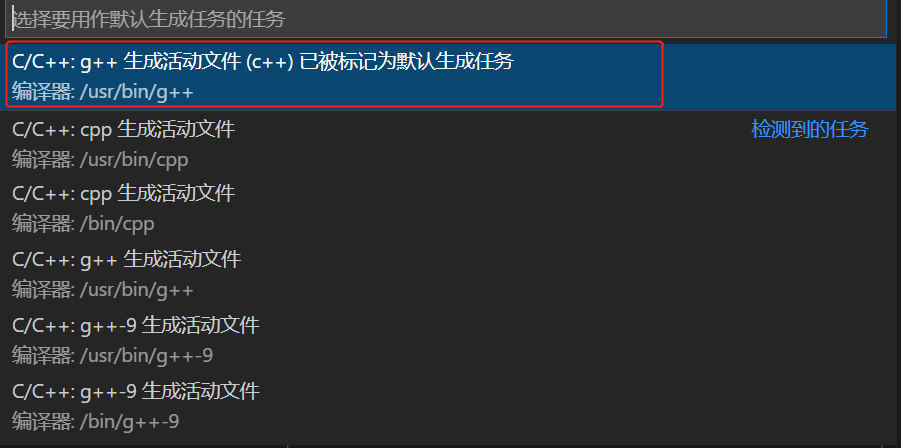 选择要用作默认生成任务的任务
C/C++: g++ 生成活动文件 (c++) 已被标记为默认生成任务
编译器: /usr/bin/g++
C/C++: cpp 生成活动文件 检测到的任务
编译器: /usr/bin/cpp
C/C++: cpp 生成活动文件
编译器: /bin/cpp
C/C++: g++ 生成活动文件
编译器: /usr/bin/g++
C/C++: g++-9 生成活动文件
编译器: /usr/bin/g++-9
C/C++: g++-9 生成活动文件
编译器: /bin/g++-9